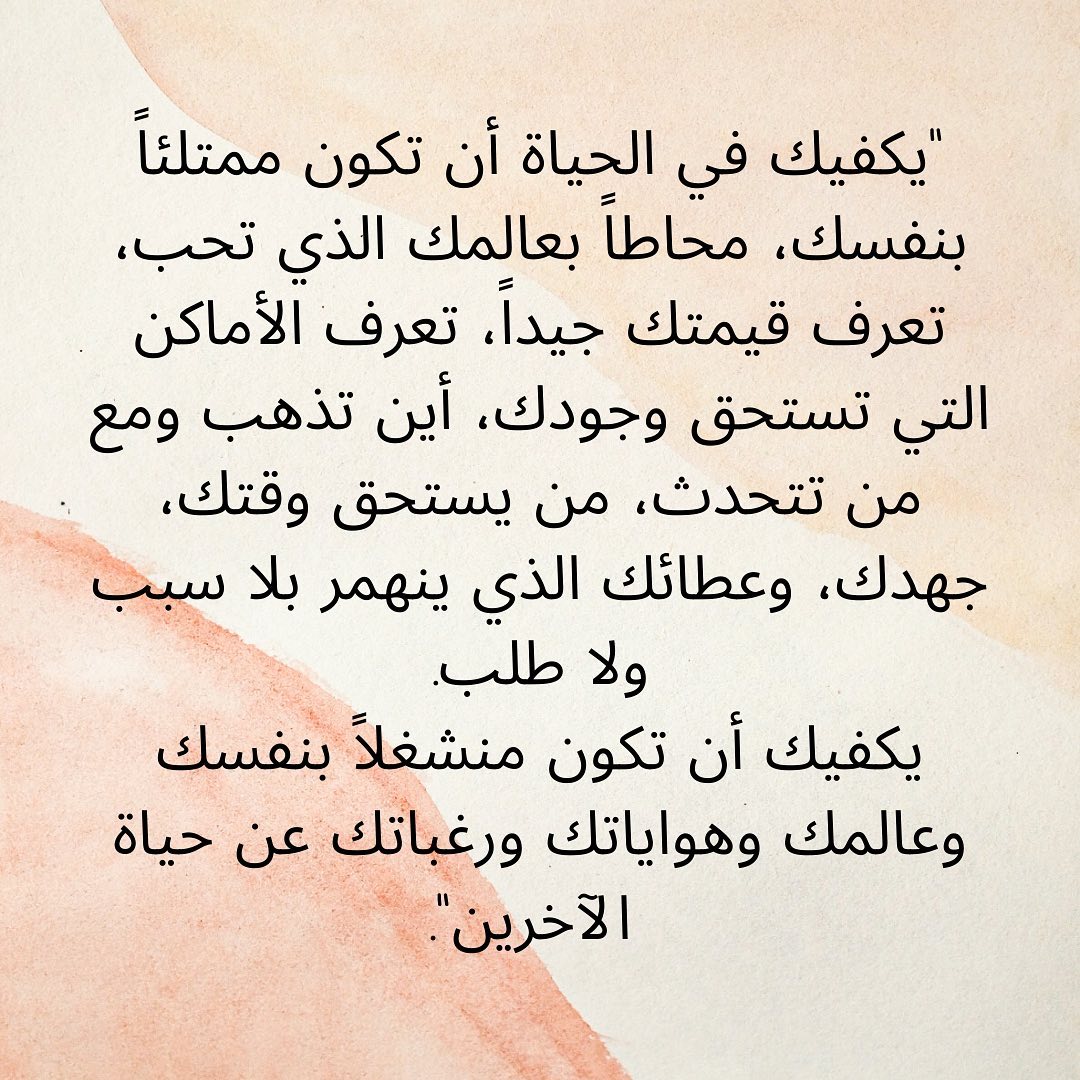 "يكفيك في الحياة أن تكون ممتلئاً
بنفسك، محاطاً بعالمك الذي تحب،
تعرف قيمتك جيداً، تعرف الأماكن
التي تستحق وجودك، أين تذهب ومع
من تتحدث، من يستحق وقتك،
جهدك، وعطائك الذي ينهمر بلا سبب
ولا طلب.
يكفيك أن تكون منشغلاً بنفسك
وعالمك وهواياتك ورغباتك عن حياة
الآخرين".